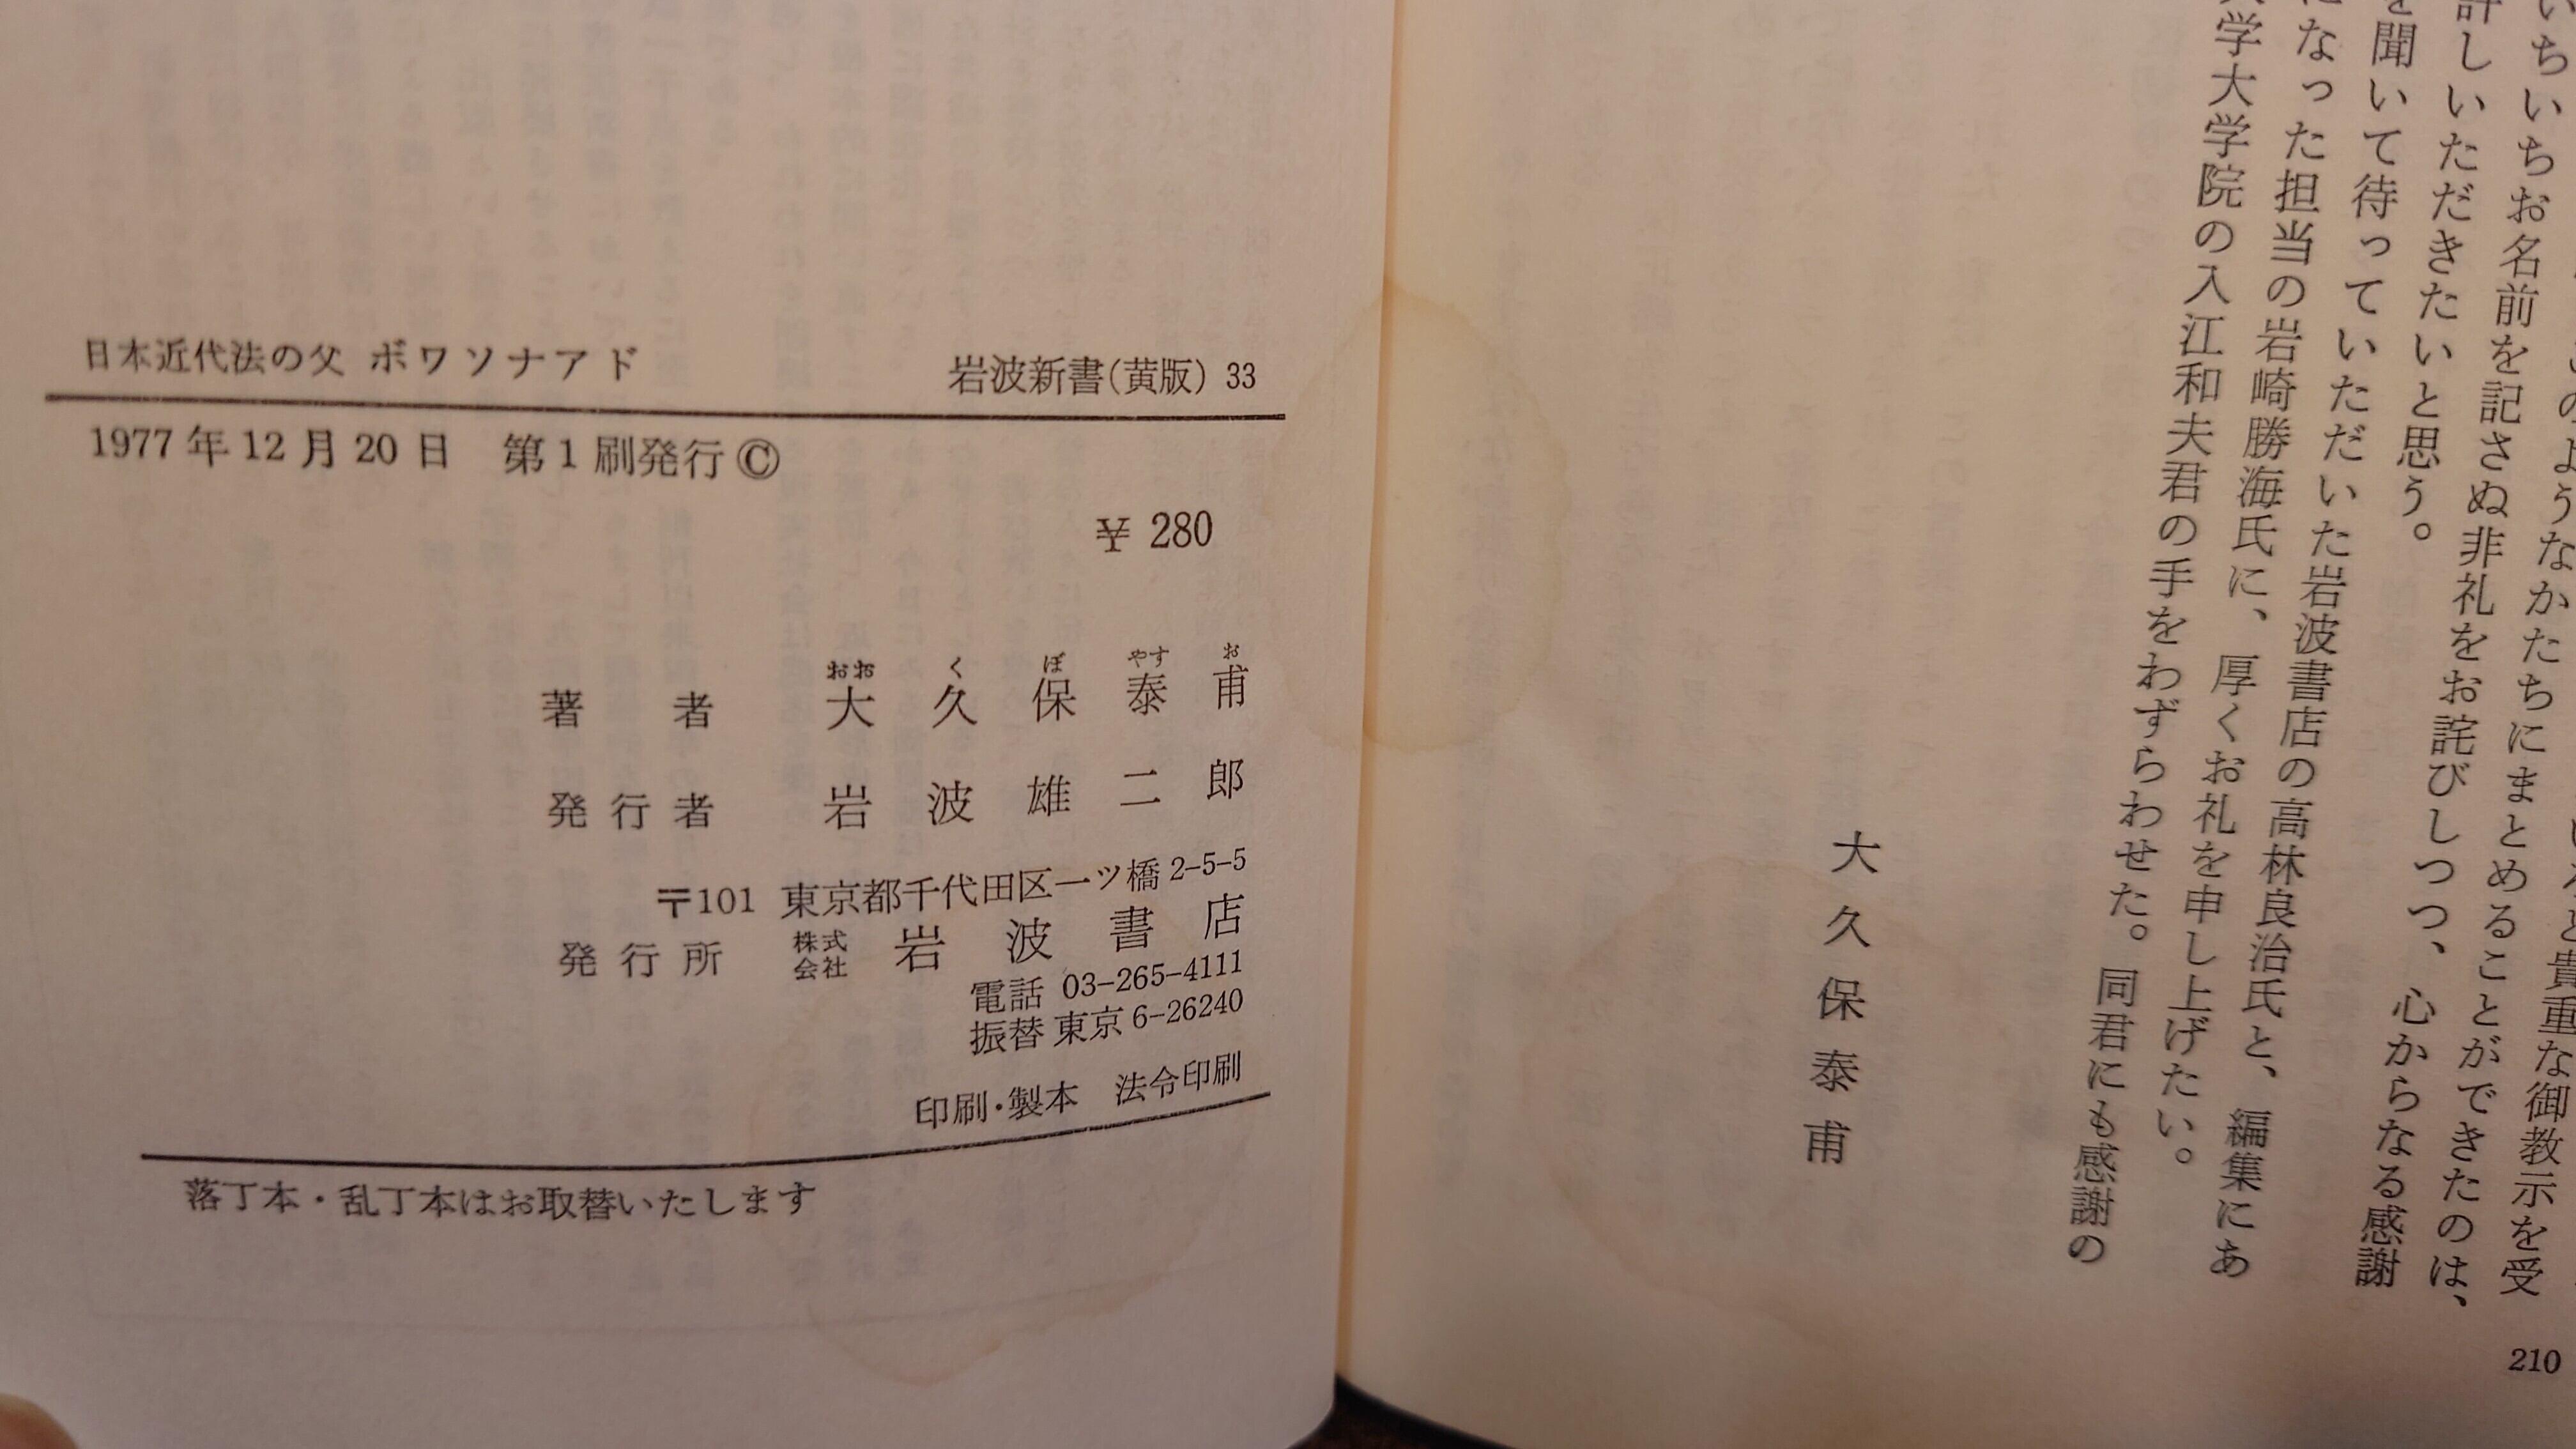 と貴重な御教示を受
このようなかたちにまとめることができたのは、
いちいちお名前を記さぬ非礼をお詫びしつつ、心からなる感謝
許しいただきたいと思う。
を聞いて待っていただいた岩波書店の高林良治氏と、編集にあ
になった担当の岩崎勝海氏に、厚くお礼を申し上げたい。
学大学院の入江和夫君の手をわずらわせた。同君にも感謝の
大久保泰甫
210
日本近代法の父 ボワソナアド 岩波新書(黄版) 33
1977年12月20日 第1刷発行 ©
¥ 280
おお く ぼ やす お
著者 大久保泰甫
発行者 岩波雄二郎
〒101 東京都千代田区一ツ橋 2-5-5
発行所 株式会社 岩波書店
電話 03-265-4111
振替 東京 6-26240
印刷・製本 法令印刷
落丁本・乱丁本はお取替いたします